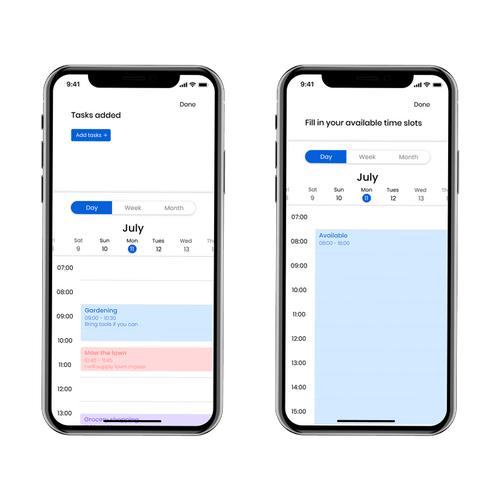 9:41
Done
Tasks added
Add tasks +
Day Week Month
July
Sat Sun Mon Tues Wed
9 10 11 12 13
07:00
08:00
09:00
Gardening
09:00 - 10:30
Bring tools if you can
10:00
11:00
Mow the lawn
10:45 - 11:45
I will supply lawn mower
12:00
13:00
Grocery shopping
9:41
Done
Fill in your available time slots
Day Week Month
July
Sat Sun Mon Tues Wed
9 10 11 12 13
07:00
08:00
Available
08:00 - 16:00
09:00
10:00
11:00
12:00
13:00
14:00
15:00